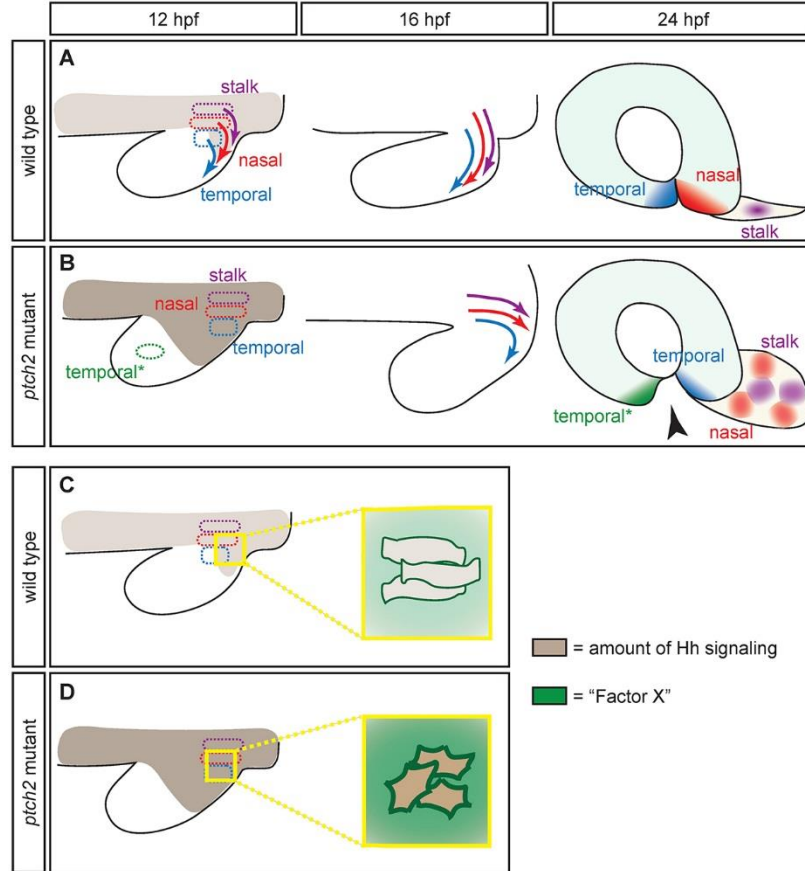 12 hpf
16 hpf
24 hpf
wild type
A
stalk
nasal
temporal
temporal
nasal
stalk
ptch2 mutant
B
stalk
nasal
temporal
temporal*
temporal
stalk
temporal*
nasal
wild type
C
= amount of Hh signaling
= “Factor X”
ptch2 mutant
D